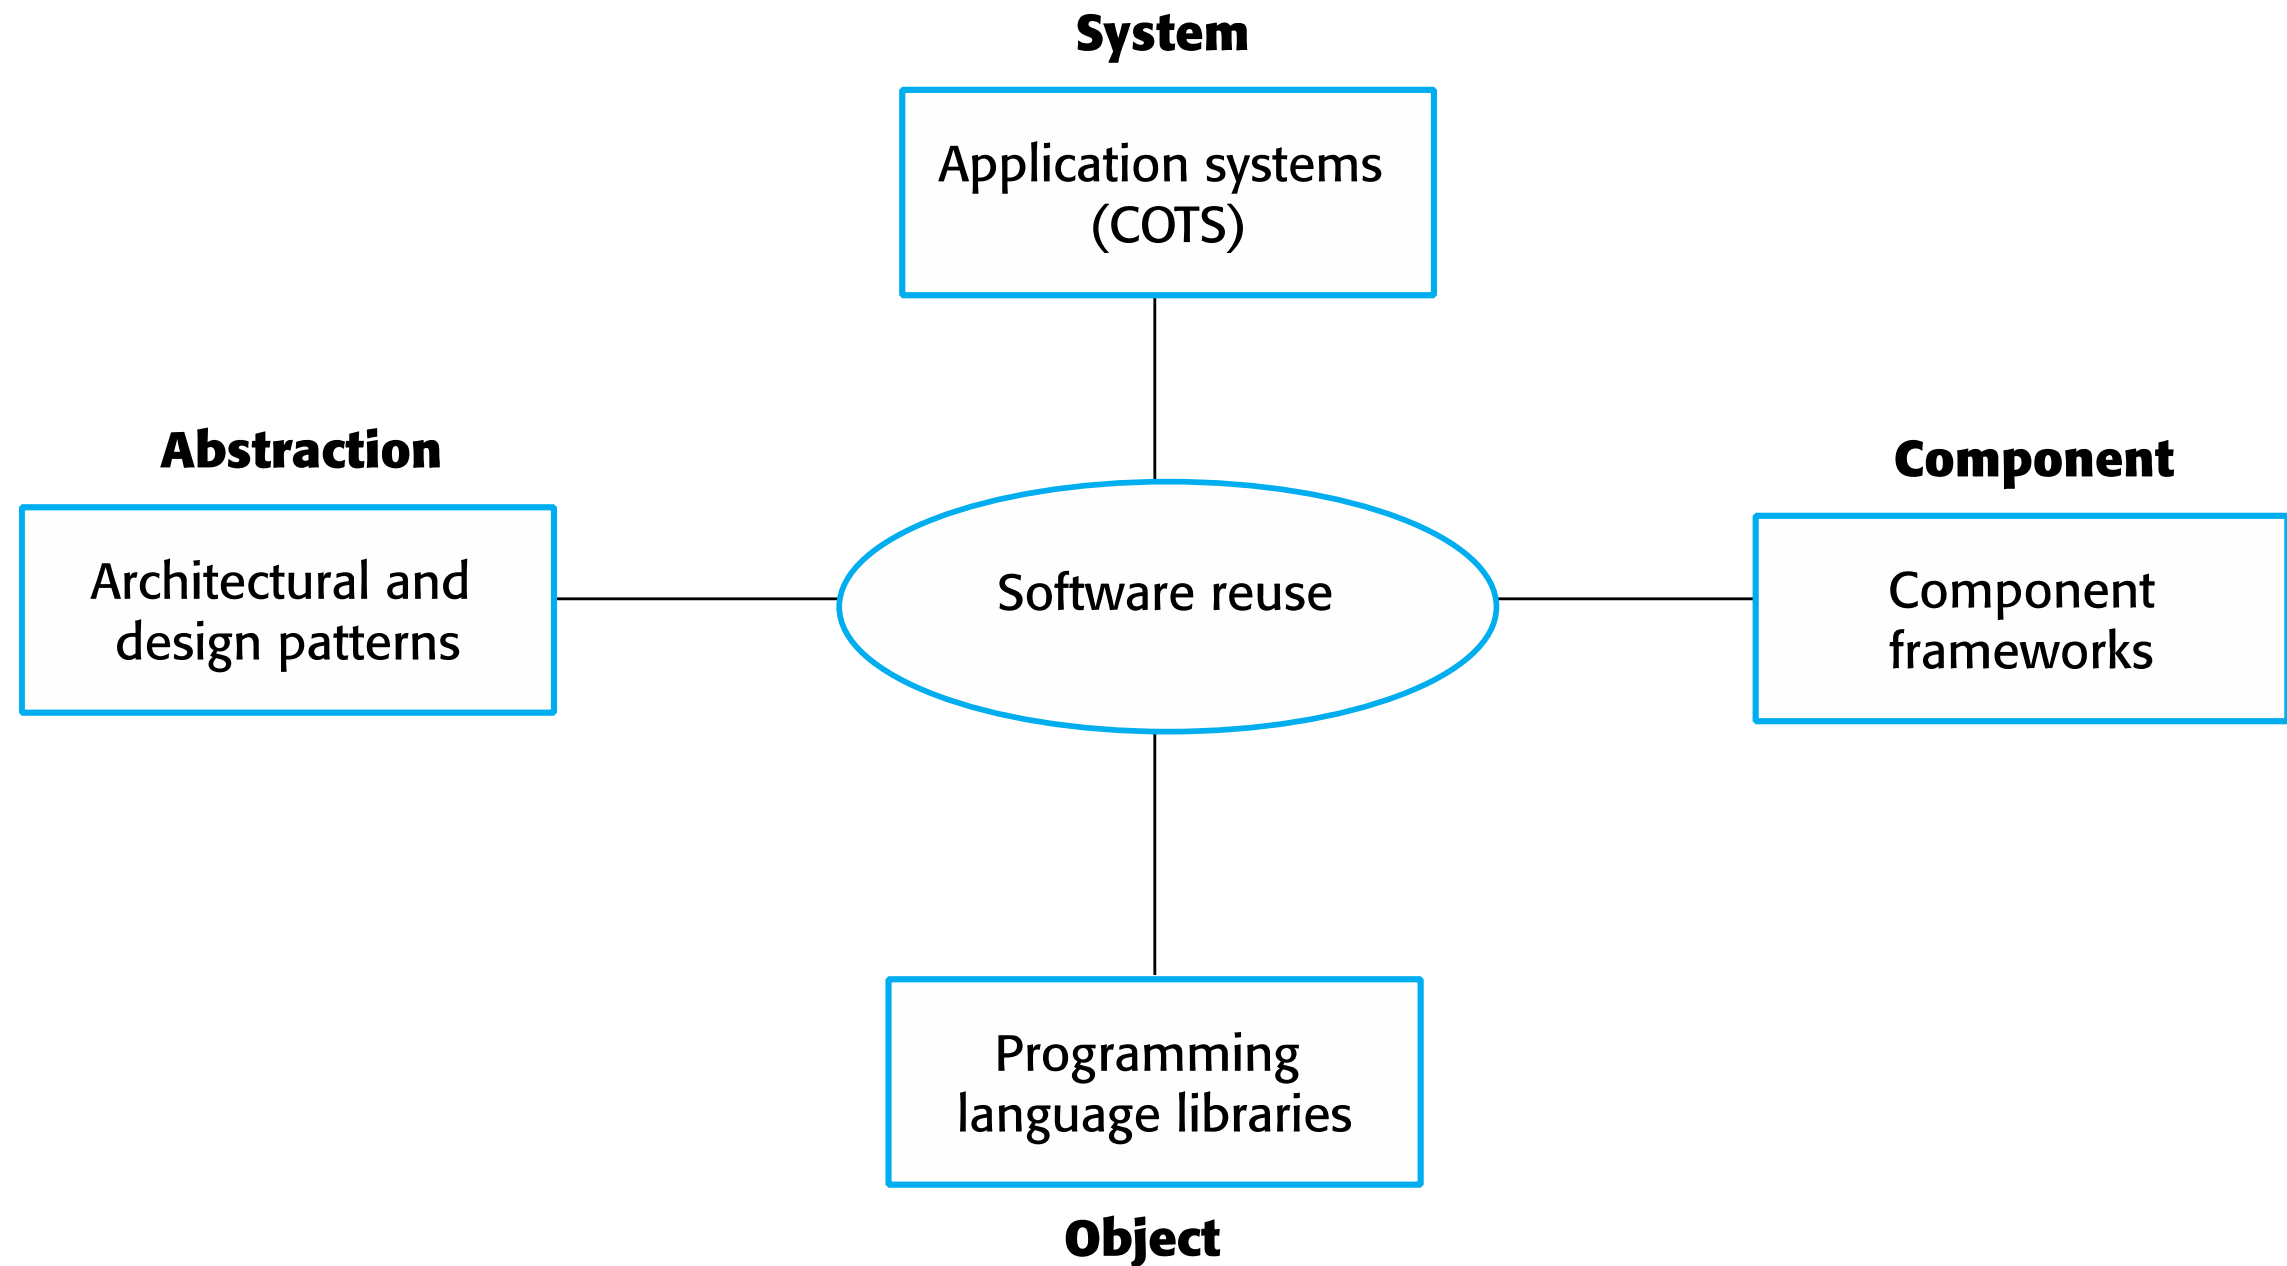 System
Application systems
(COTS)
Abstraction
Architectural and
design patterns
Software reuse
Component
Component
frameworks
Programming
language libraries
Object